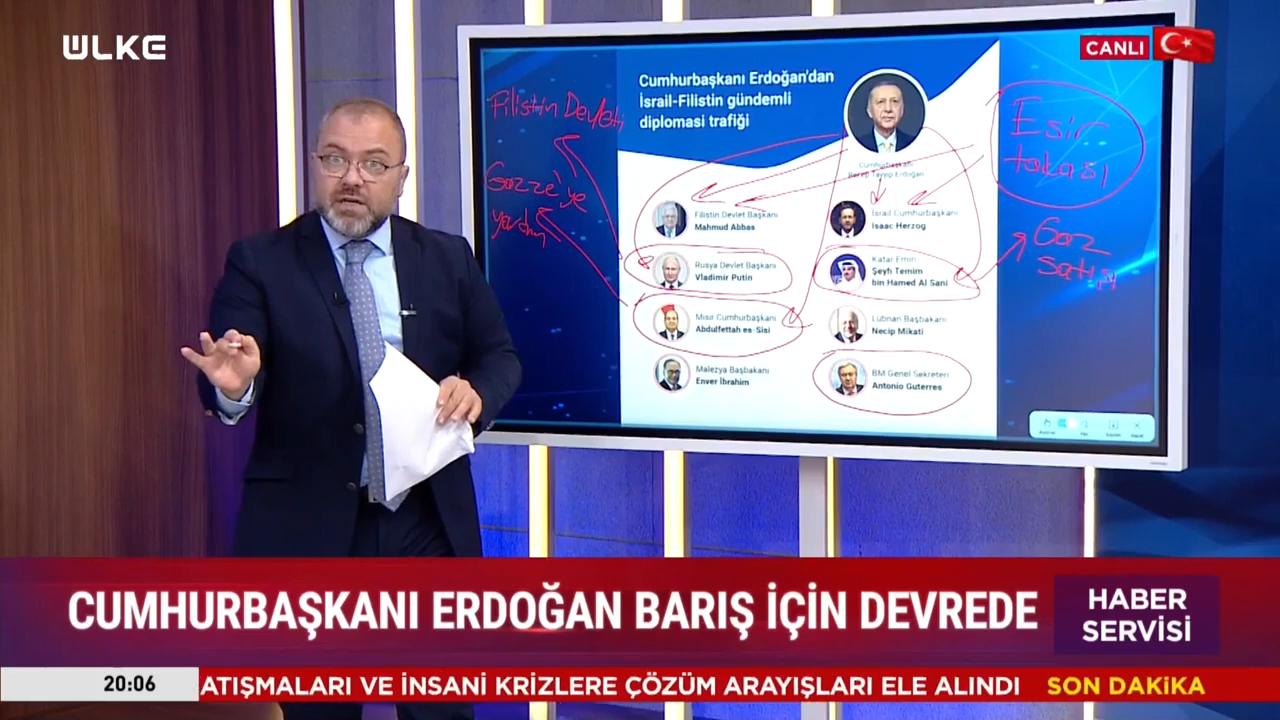 ÜLKE
CANLI
Cumhurbaşkanı Erdoğan'dan
İsrail-Filistin gündemli
diplomasi trafiği
Cumhurbaşkanı
Recep Tayyip Erdoğan
Filistin Devleti
Gazze'ye
yardım
Esir
takası
Gaz
satışı
Filistin Devlet Başkanı
Mahmud Abbas
İsrail Cumhurbaşkanı
Isaac Herzog
Rusya Devlet Başkanı
Vladimir Putin
Katar Emiri
Şeyh Temim
bin Hamed Al Sani
Mısır Cumhurbaşkanı
Abdulfettah es-Sisi
Lübnan Başbakanı
Necip Mikati
Malezya Başbakanı
Enver İbrahim
BM Genel Sekreteri
Antonio Guterres
CUMHURBAŞKANI ERDOĞAN BARIŞ İÇİN DEVREDE
HABER
SERVİSİ
20:06
ATIŞMALARI VE İNSANİ KRİZLERE ÇÖZÜM ARAYIŞLARI ELE ALINDI
SON DAKİKA